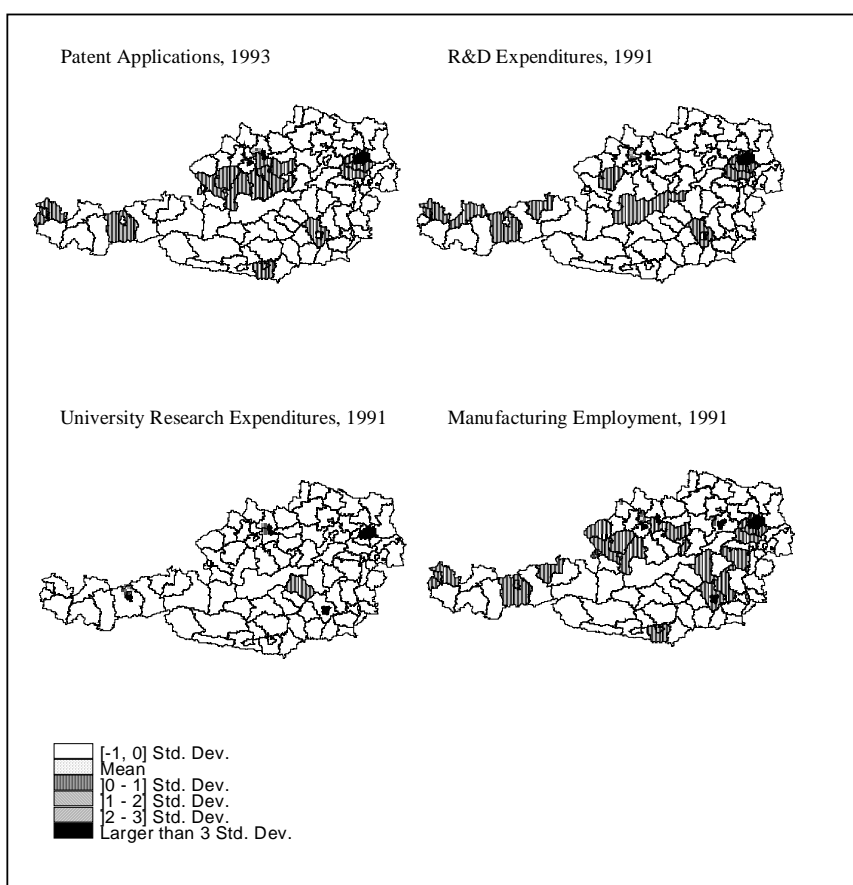 Patent Applications, 1993
R&D Expenditures, 1991
University Research Expenditures, 1991
Manufacturing Employment, 1991
[-1, 0] Std. Dev.
Mean
]0 - 1] Std. Dev.
]1 - 2] Std. Dev.
]2 - 3] Std. Dev.
Larger than 3 Std. Dev.